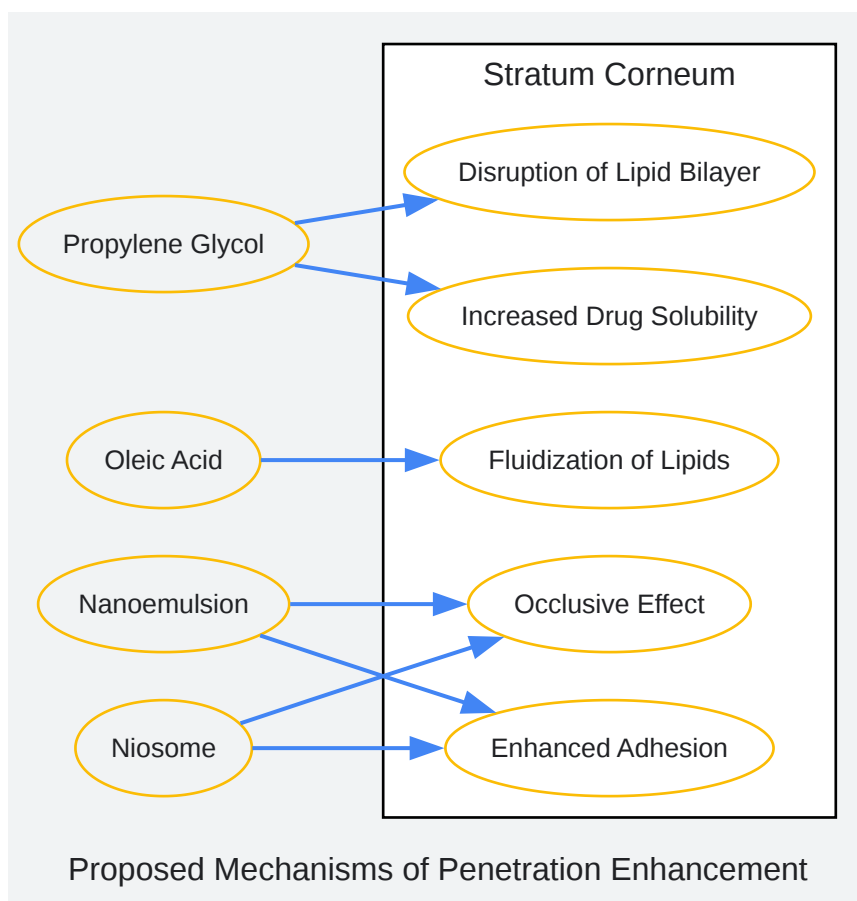 Stratum Corneum
Disruption of Lipid Bilayer
Propylene Glycol
Increased Drug Solubility
Oleic Acid
Fluidization of Lipids
Nanoemulsion
Occlusive Effect
Niosome
Enhanced Adhesion
Proposed Mechanisms of Penetration Enhancement